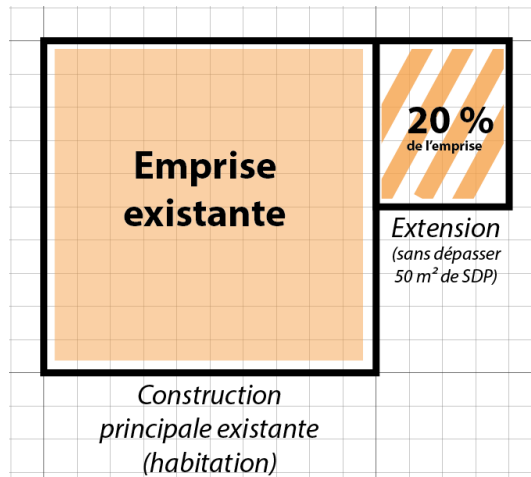 Emprise
existante
20 %
de l'emprise
Extension
(sans dépasser
50 m² de SDP)
Construction
principale existante
(habitation)